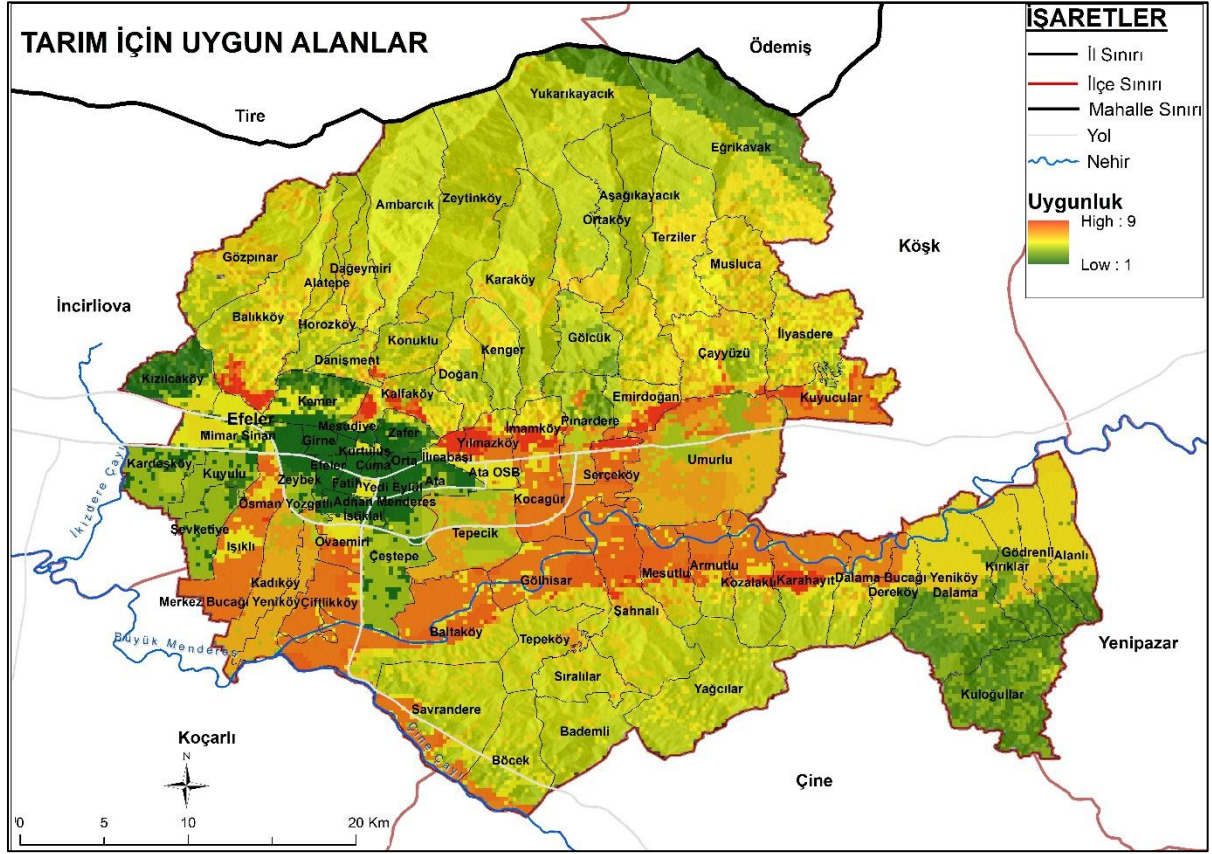 TARIM İÇİN UYGUN ALANLAR
İŞARETLER
İl Sınırı
İlçe Sınırı
Mahalle Sınırı
Yol
Nehir
Uygunluk
High : 9
Low : 1
Ödemiş
Tire
Köşk
İncirliova
Yenipazar
Koçarlı
Çine
Yukarıkayacık
Eğrikavak
Ambarcık
Zeytinköy
Aşağıkayacık
Ortaköy
Terziler
Musluca
Gözpınar
Dağeymiri
Alatepe
Karaköy
Balıkköy
Horozköy
Konuklu
Kenger
Gölcük
Çayyüzü
İlyasdere
Danişment
Doğan
Kızılcaköy
Kemer
Kalfaköy
Emirdoğan
Kuyucular
Efeler
Mimar Sinan
Mesudiye
Girne
Zafer
İmamköy
Pınardere
Yılmazköy
Kurtuluş
Ilıcabaşı
Orta
Efeler
Cuma
Umurlu
Kardeşköy
Kuyulu
Zeybek
Fatih
Yedi Eylül
Ata
Ata OSB
Serçeköy
Osman Yozgatlı
Adnan Menderes
İstiklal
Kocagür
Şevketiye
Işıklı
Ovaemiri
Çeştepe
Tepecik
Kadıköy
Gölhisar
Mesutlu
Armutlu
Kozalaklı
Karahayıt
Dalama Bucağı Yeniköy
Dereköy
Dalama
Gödrenli
Kırıklar
Alanlı
Merkez Bucağı Yeniköy
Çiftlikköy
Baltaköy
Şahnalı
Tepeköy
Sıralılar
Yağcılar
Kuloğullar
Savrandere
Bademli
Böcek
İkizdere Çayı
Büyük Menderes
Çine Çayı
N
0
5
10
20 Km